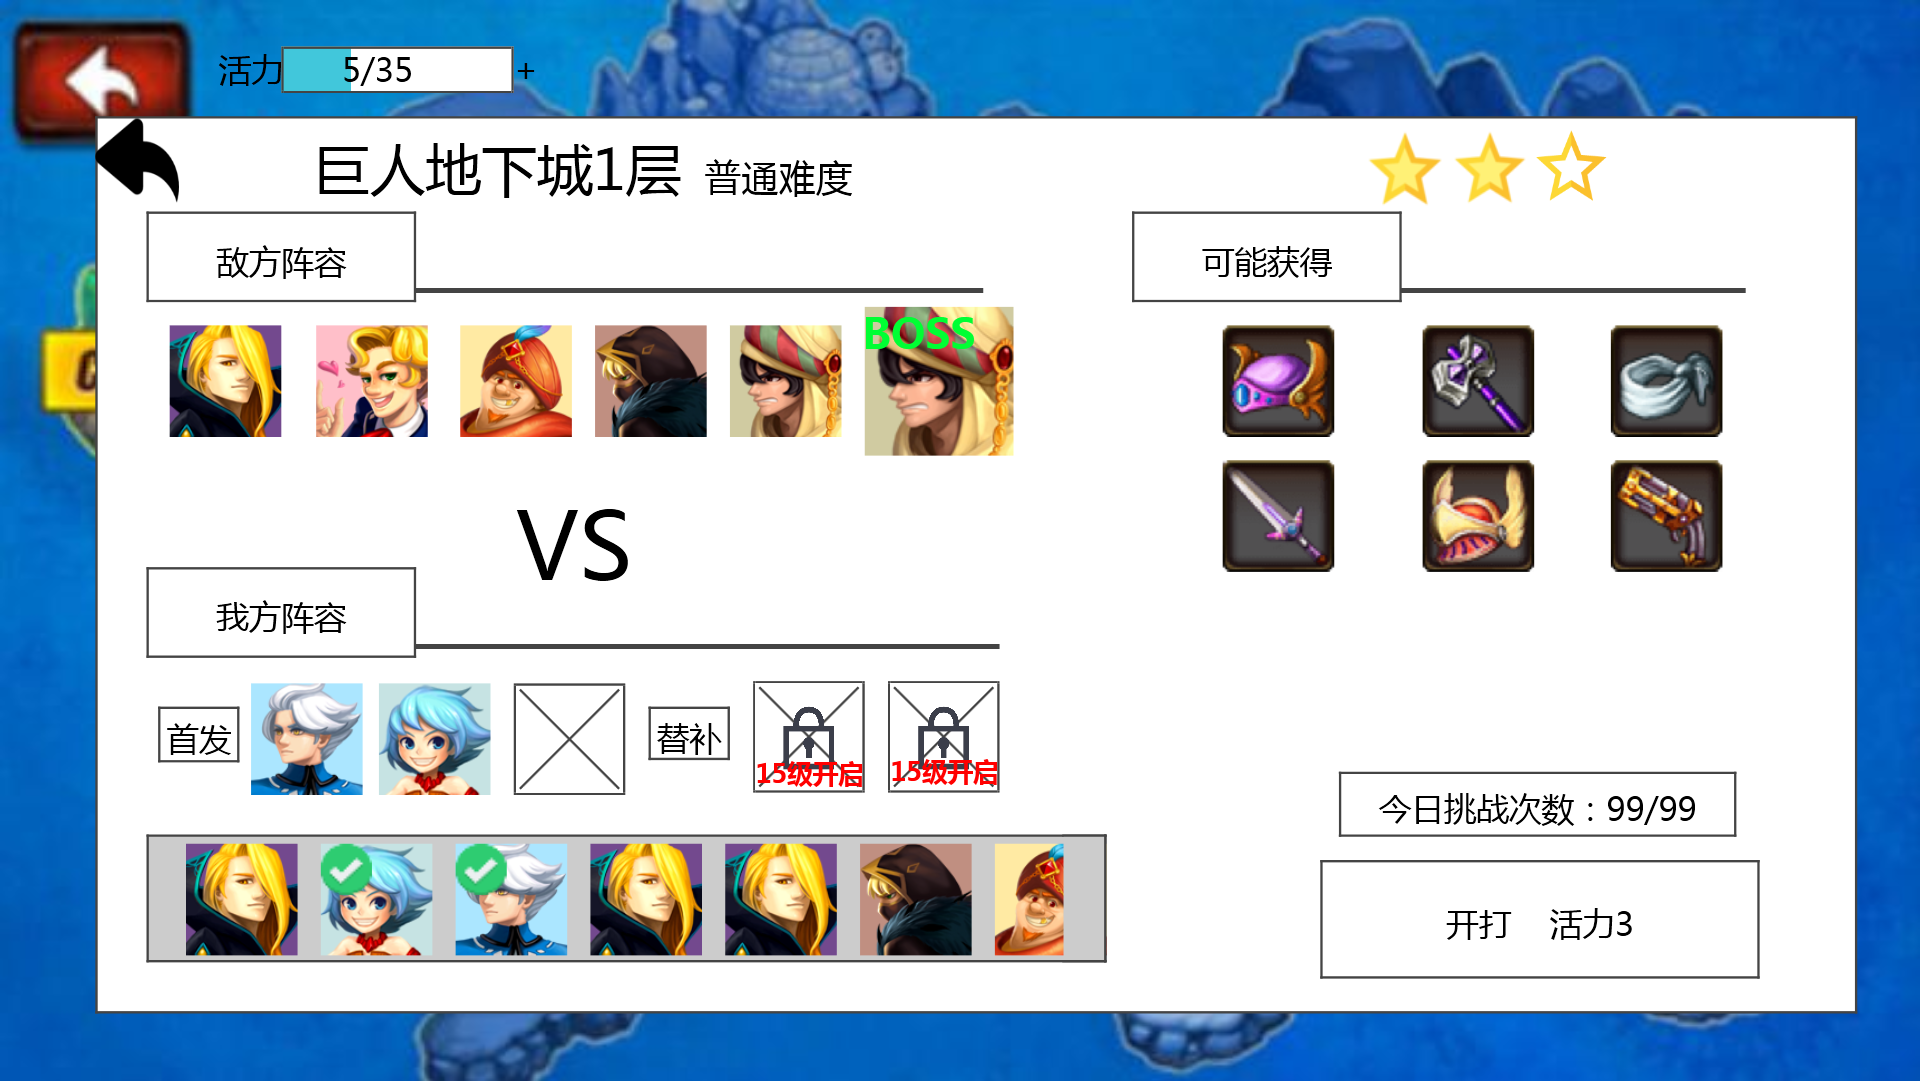 活力 5/35 +
巨人地下城1层 普通难度
敌方阵容
可能获得
BOSS
VS
我方阵容
首发
替补
15级开启
15级开启
今日挑战次数：99/99
开打 活力3